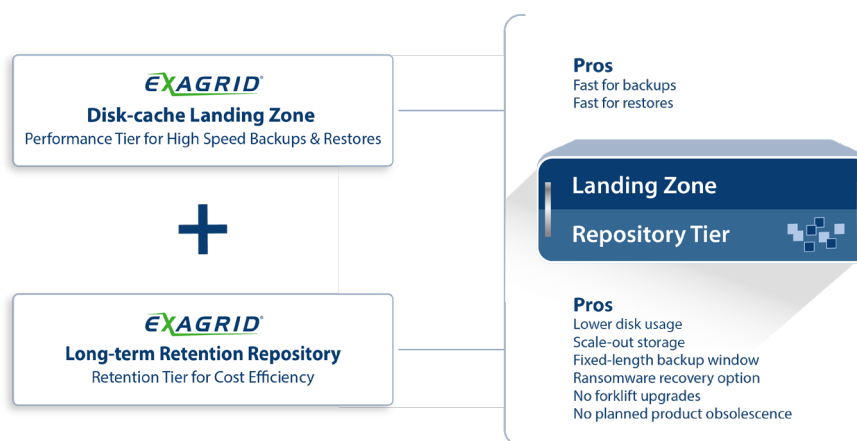 EXAGRID®
Disk-cache Landing Zone
Performance Tier for High Speed Backups & Restores
+
EXAGRID®
Long-term Retention Repository
Retention Tier for Cost Efficiency
Pros
Fast for backups
Fast for restores
Landing Zone
Repository Tier
Pros
Lower disk usage
Scale-out storage
Fixed-length backup window
Ransomware recovery option
No forklift upgrades
No planned product obsolescence